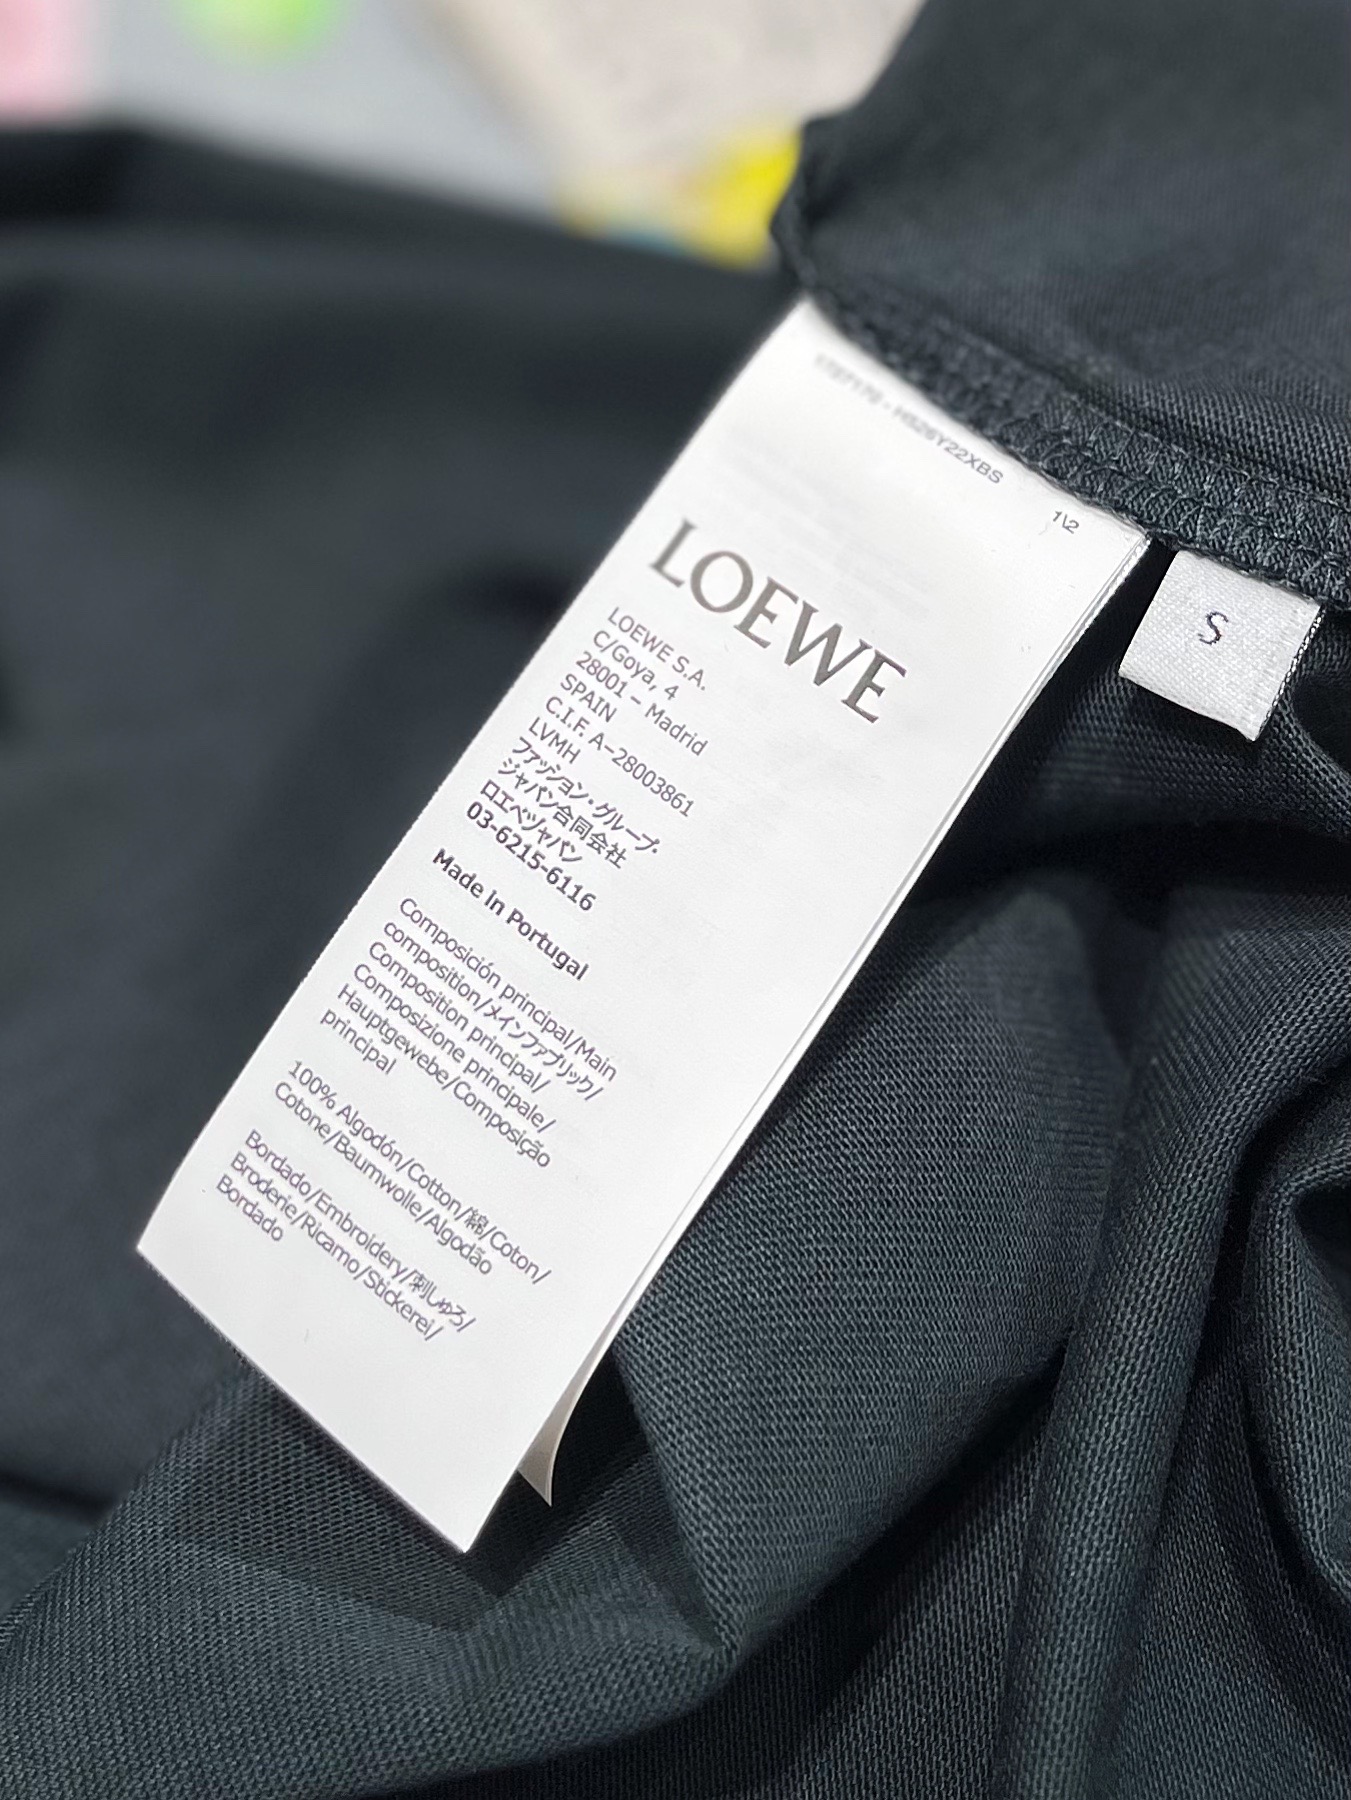 H526Y22XBS
1\2
S
LOEWE
LOEWE S.A.
C/Goya, 4
28001 – Madrid
SPAIN
C.I.F. A-28003861
LVMH
ファッション・グループ・
ジャパン合同会社
ロエベジャパン
03-6215-6116
Made in Portugal
Composición principal/Main
composition/メインファブリック/
Composition principal/
Composizione principale/
Hauptgewebe/Composição
principal
100% Algodón/Cotton/綿/Coton/
Cotone/Baumwolle/Algodão
Bordado/Embroidery/刺しゅう/
Broderie/Ricamo/Stickerei/
Bordado